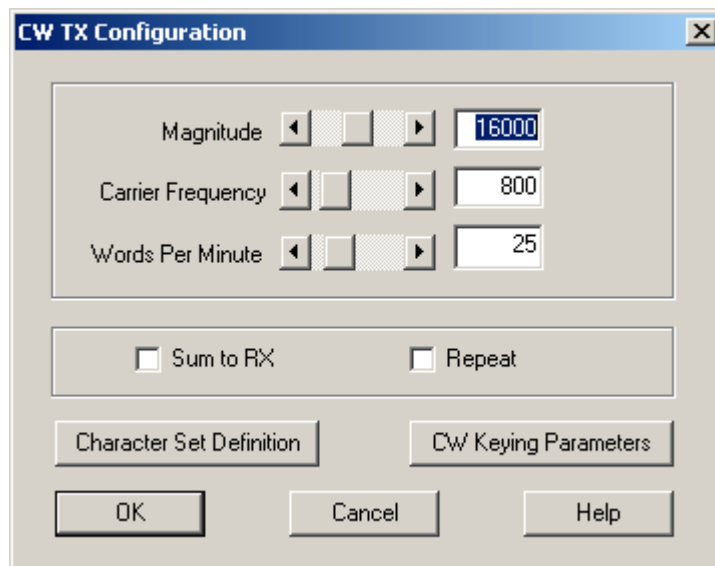 CW TX Configuration
Magnitude 16000
Carrier Frequency 800
Words Per Minute 25
Sum to RX Repeat
Character Set Definition CW Keying Parameters
OK Cancel Help